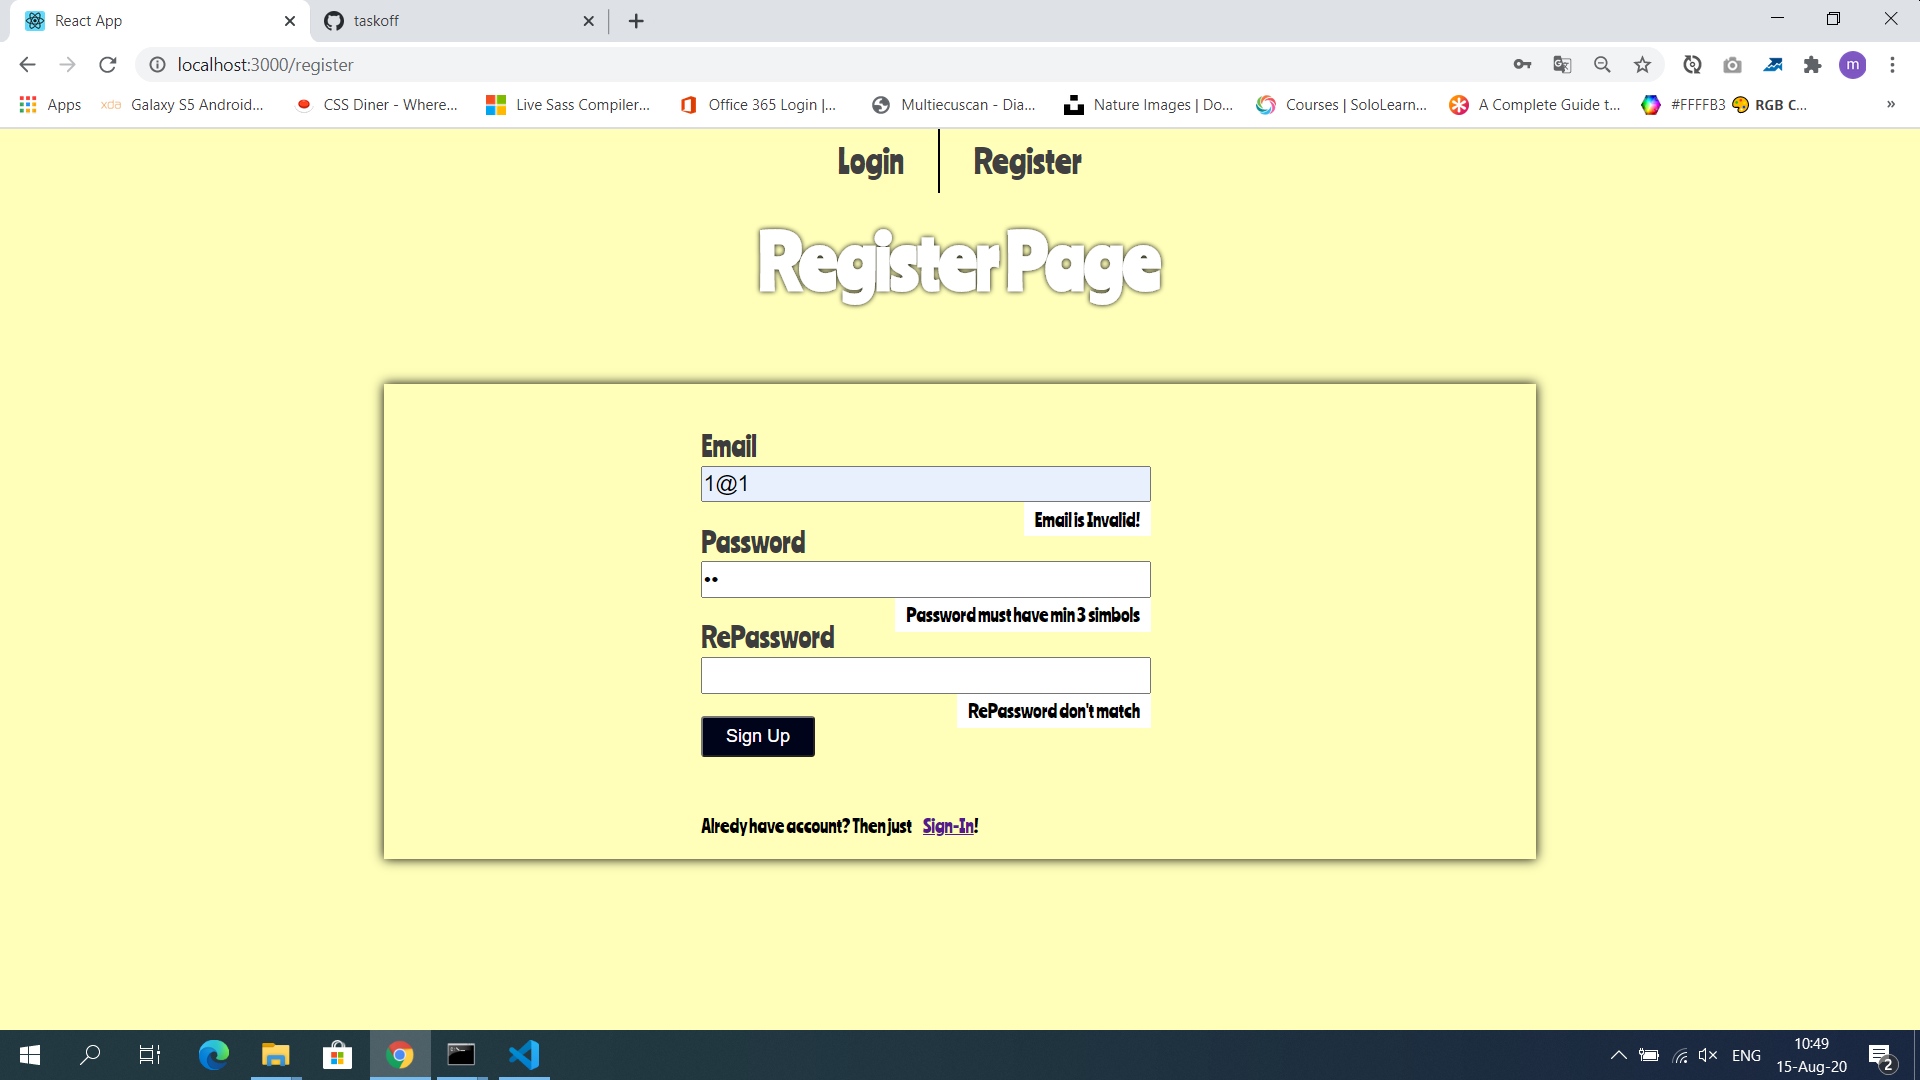 React App
taskoff
localhost:3000/register
m
Apps
xda Galaxy S5 Android...
CSS Diner - Where...
Live Sass Compiler...
Office 365 Login |...
Multiecuscan - Dia...
Nature Images | Do...
Courses | SoloLearn...
A Complete Guide t...
#FFFFB3 🎨 RGB C...
»
Login
Register
Register Page
Email
1@1
Email is Invalid!
Password
••
Password must have min 3 simbols
RePassword
RePassword don't match
Sign Up
Alredy have account? Then just Sign-In!
ENG
10:49
15-Aug-20
2